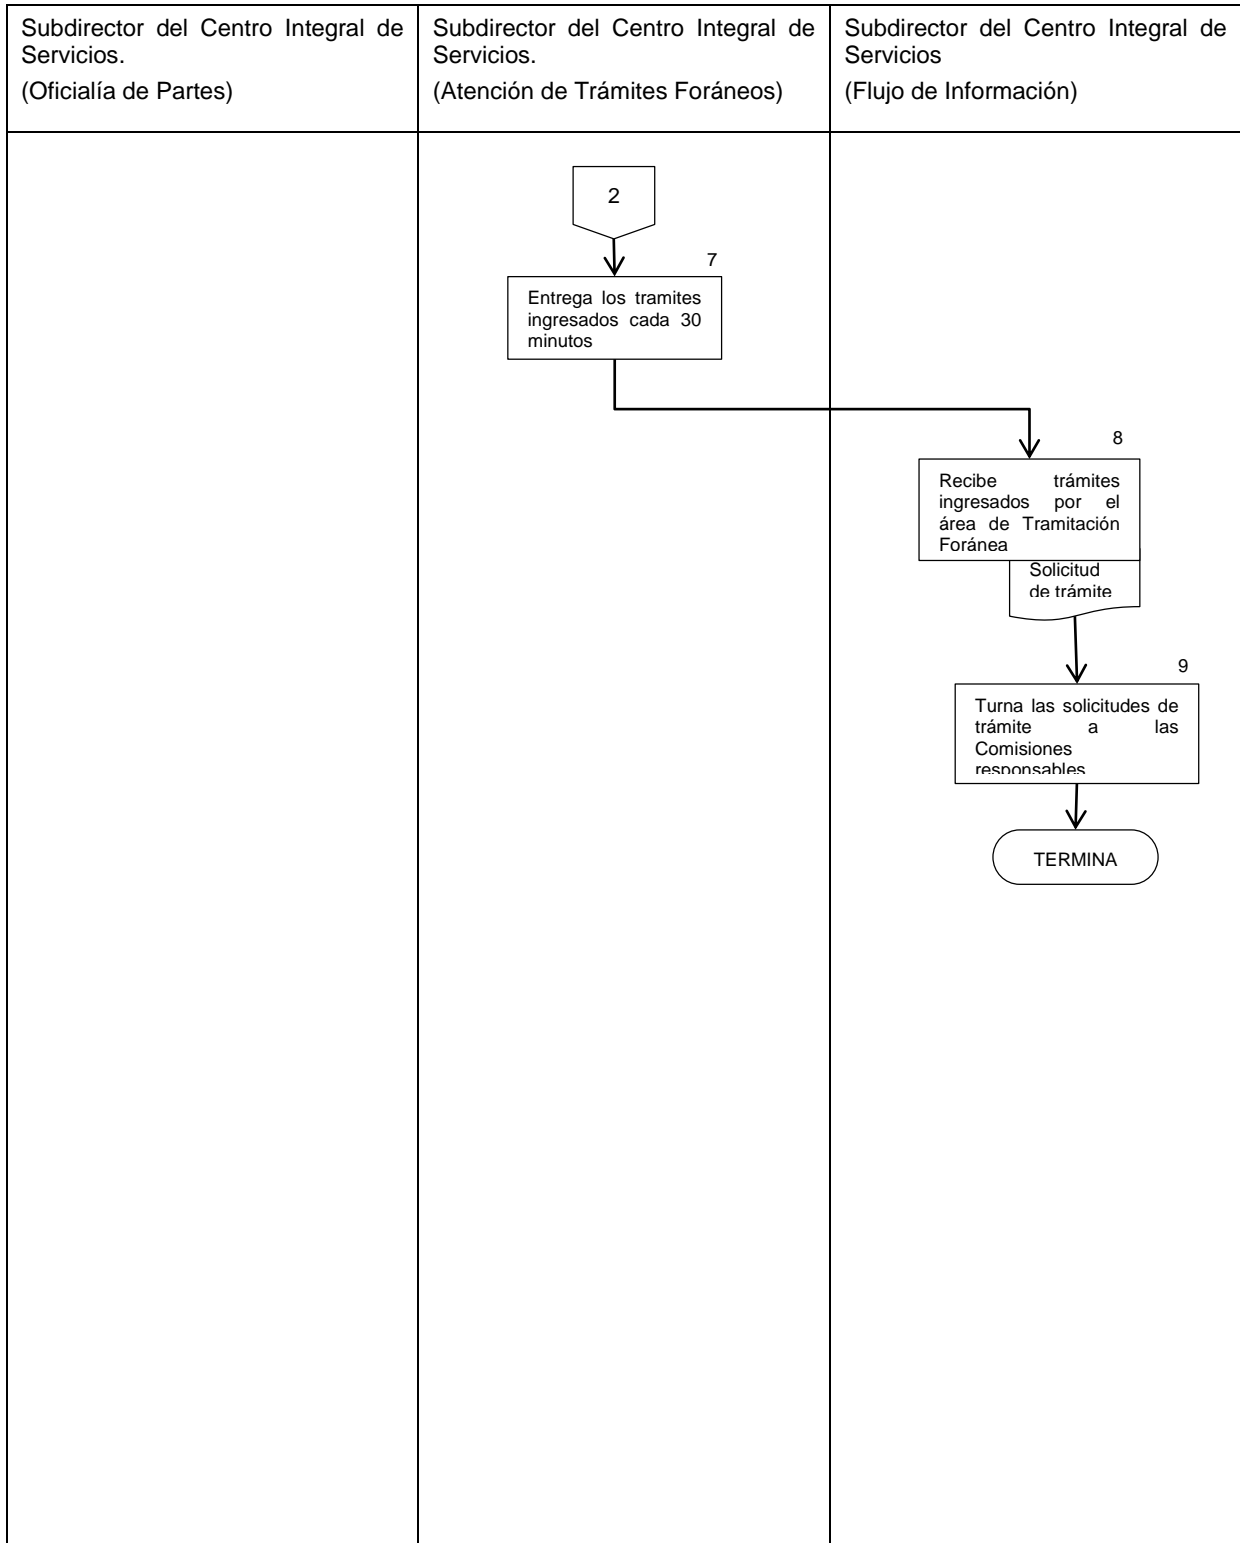 Subdirector del Centro Integral de
Servicios.
(Oficialía de Partes)
Subdirector del Centro Integral de
Servicios.
(Atención de Trámites Foráneos)
Subdirector del Centro Integral de
Servicios
(Flujo de Información)
2
7
Entrega los tramites
ingresados cada 30
minutos
8
Recibe trámites
ingresados por el
área de Tramitación
Foránea
Solicitud
de trámite
9
Turna las solicitudes de
trámite a las
Comisiones
responsables
TERMINA